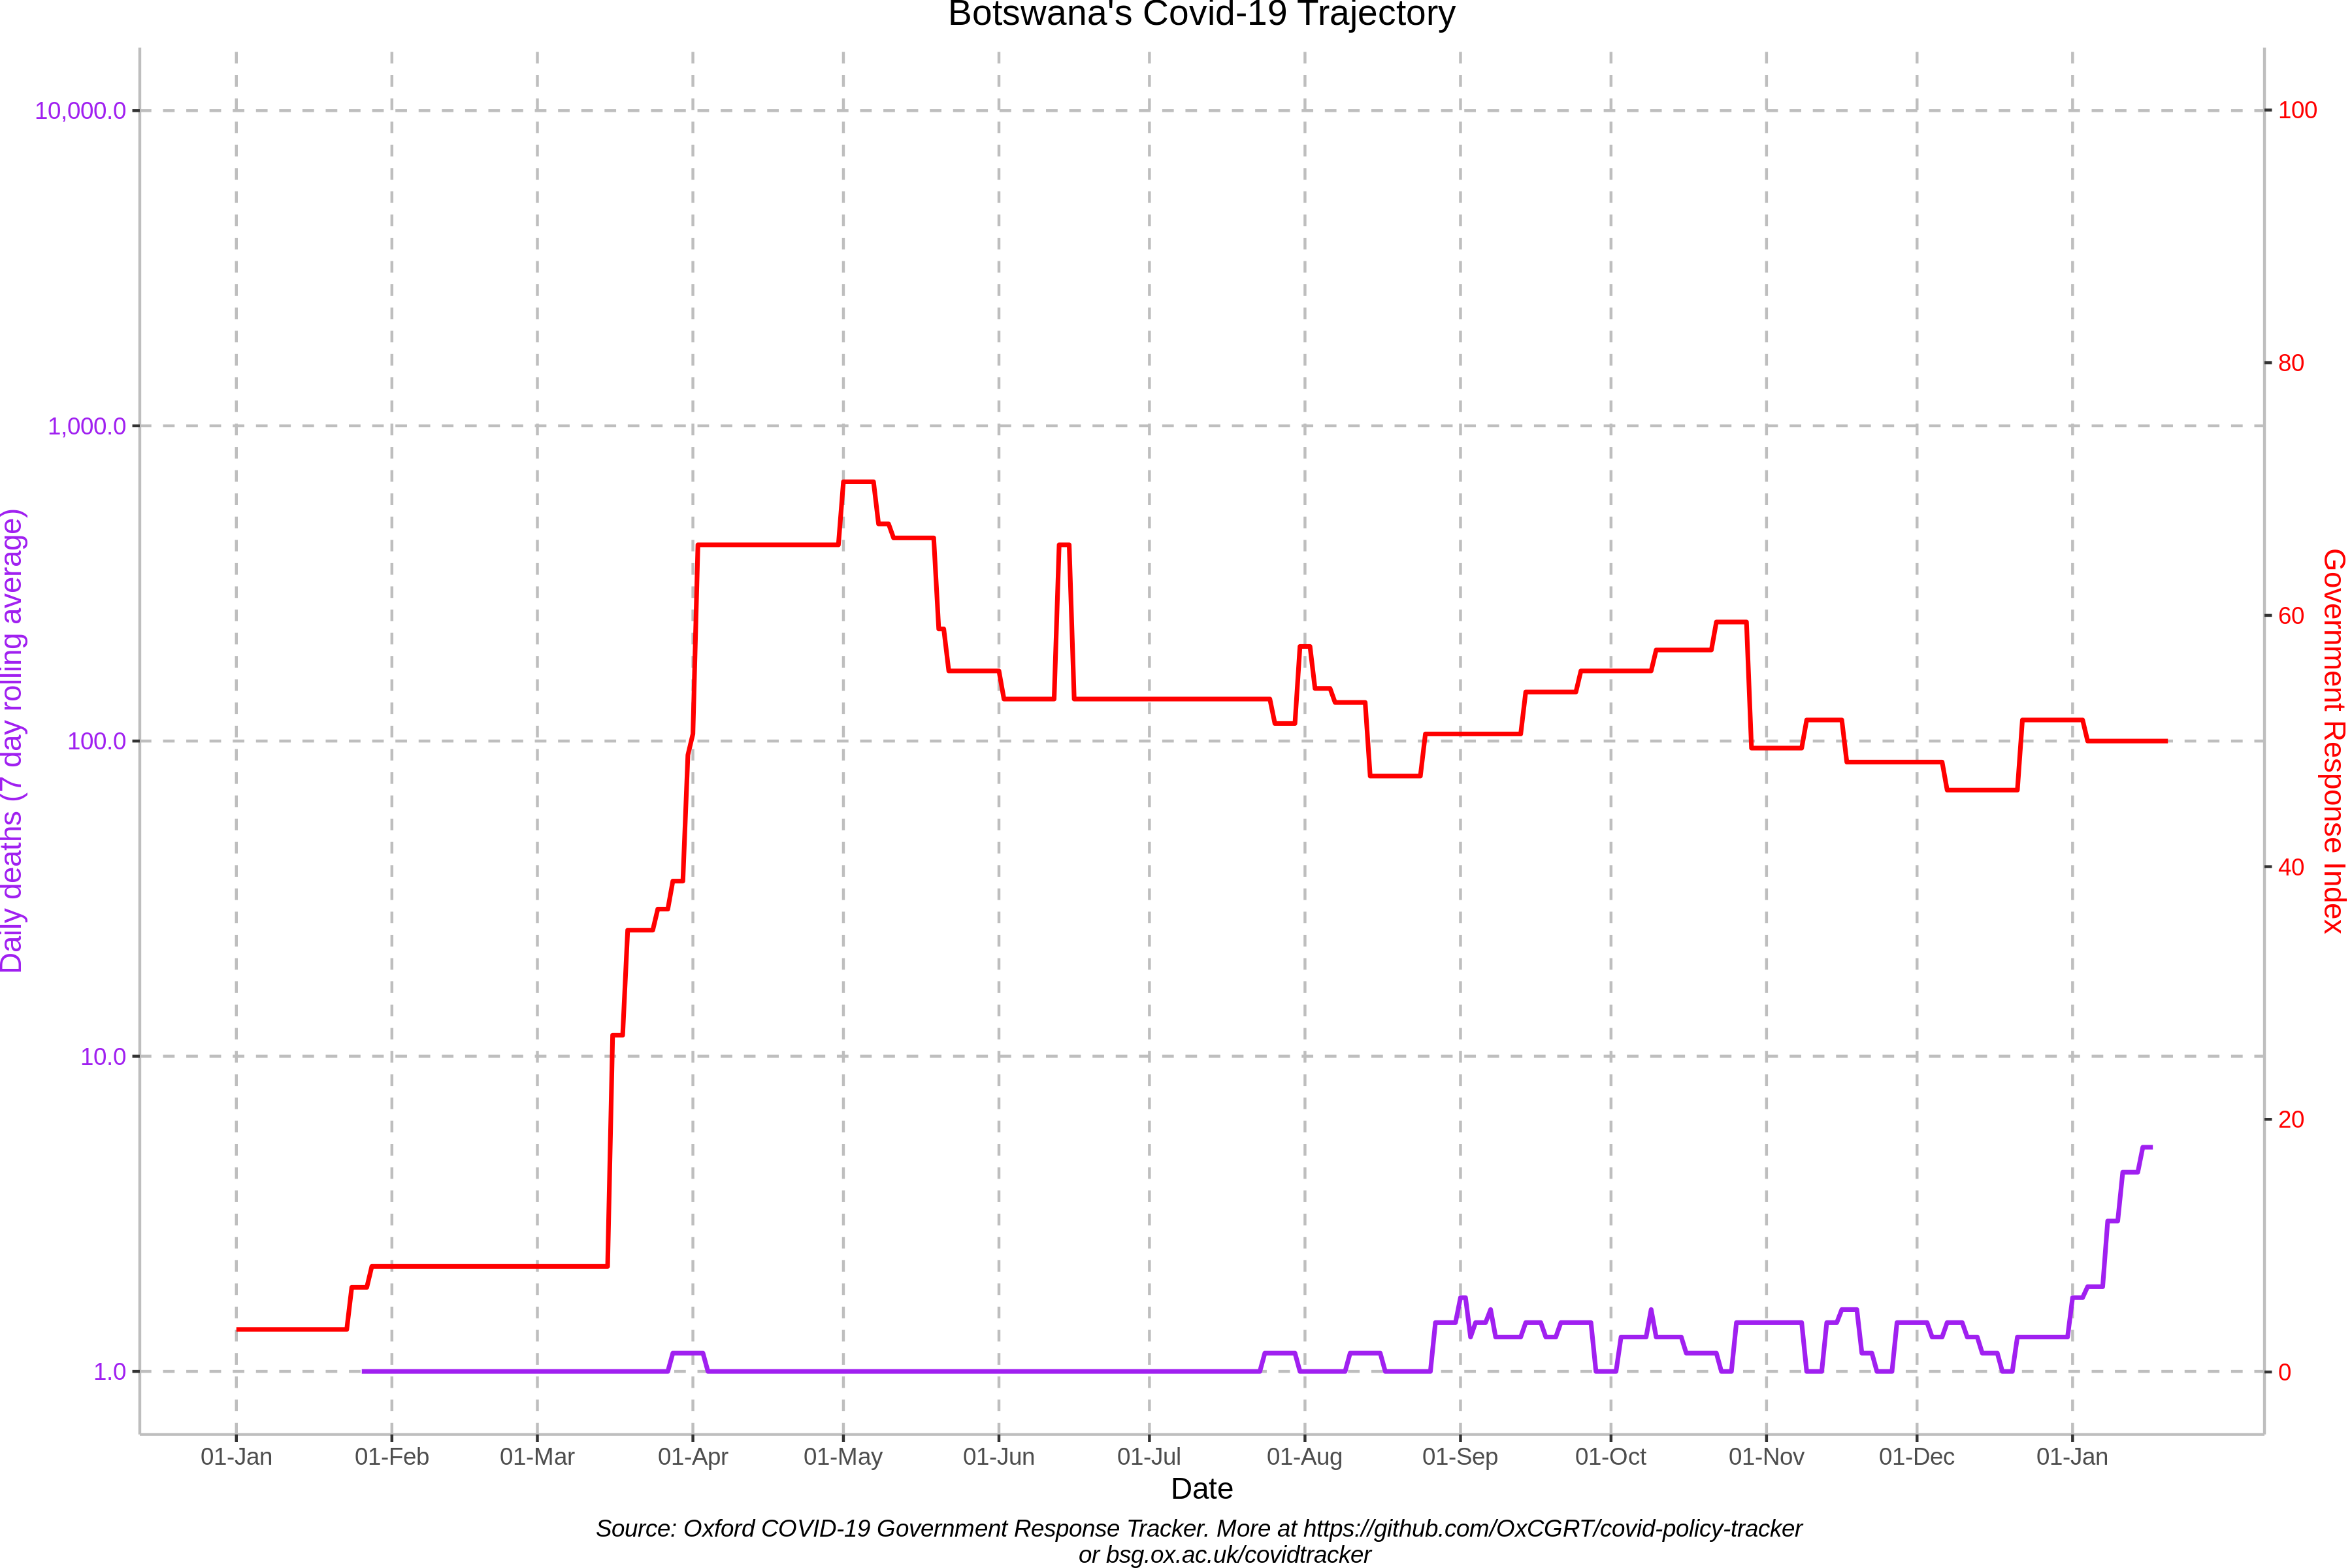 Botswana's Covid-19 Trajectory
10,000.0
1,000.0
100.0
10.0
1.0
Daily deaths (7 day rolling average)
100
80
60
40
20
0
Government Response Index
01-Jan 01-Feb 01-Mar 01-Apr 01-May 01-Jun 01-Jul 01-Aug 01-Sep 01-Oct 01-Nov 01-Dec 01-Jan
Date
Source: Oxford COVID-19 Government Response Tracker. More at https://github.com/OxCGRT/covid-policy-tracker
or bsg.ox.ac.uk/covidtracker